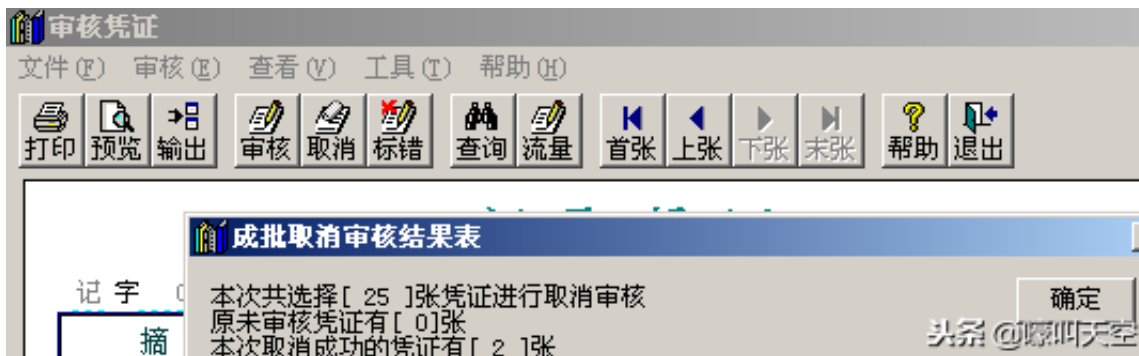 审核凭证
文件(F) 审核(E) 查看(V) 工具(T) 帮助(H)
打印 预览 输出 审核 取消 标错 查询 流量 首张 上张 下张 末张 帮助 退出
成批取消审核结果表
记 字
本次共选择[ 25 ]张凭证进行取消审核
确定
原未审核凭证有[ 0]张
摘
本次取消成功的凭证有[ 2 ]张
头条 @嚎叫天空